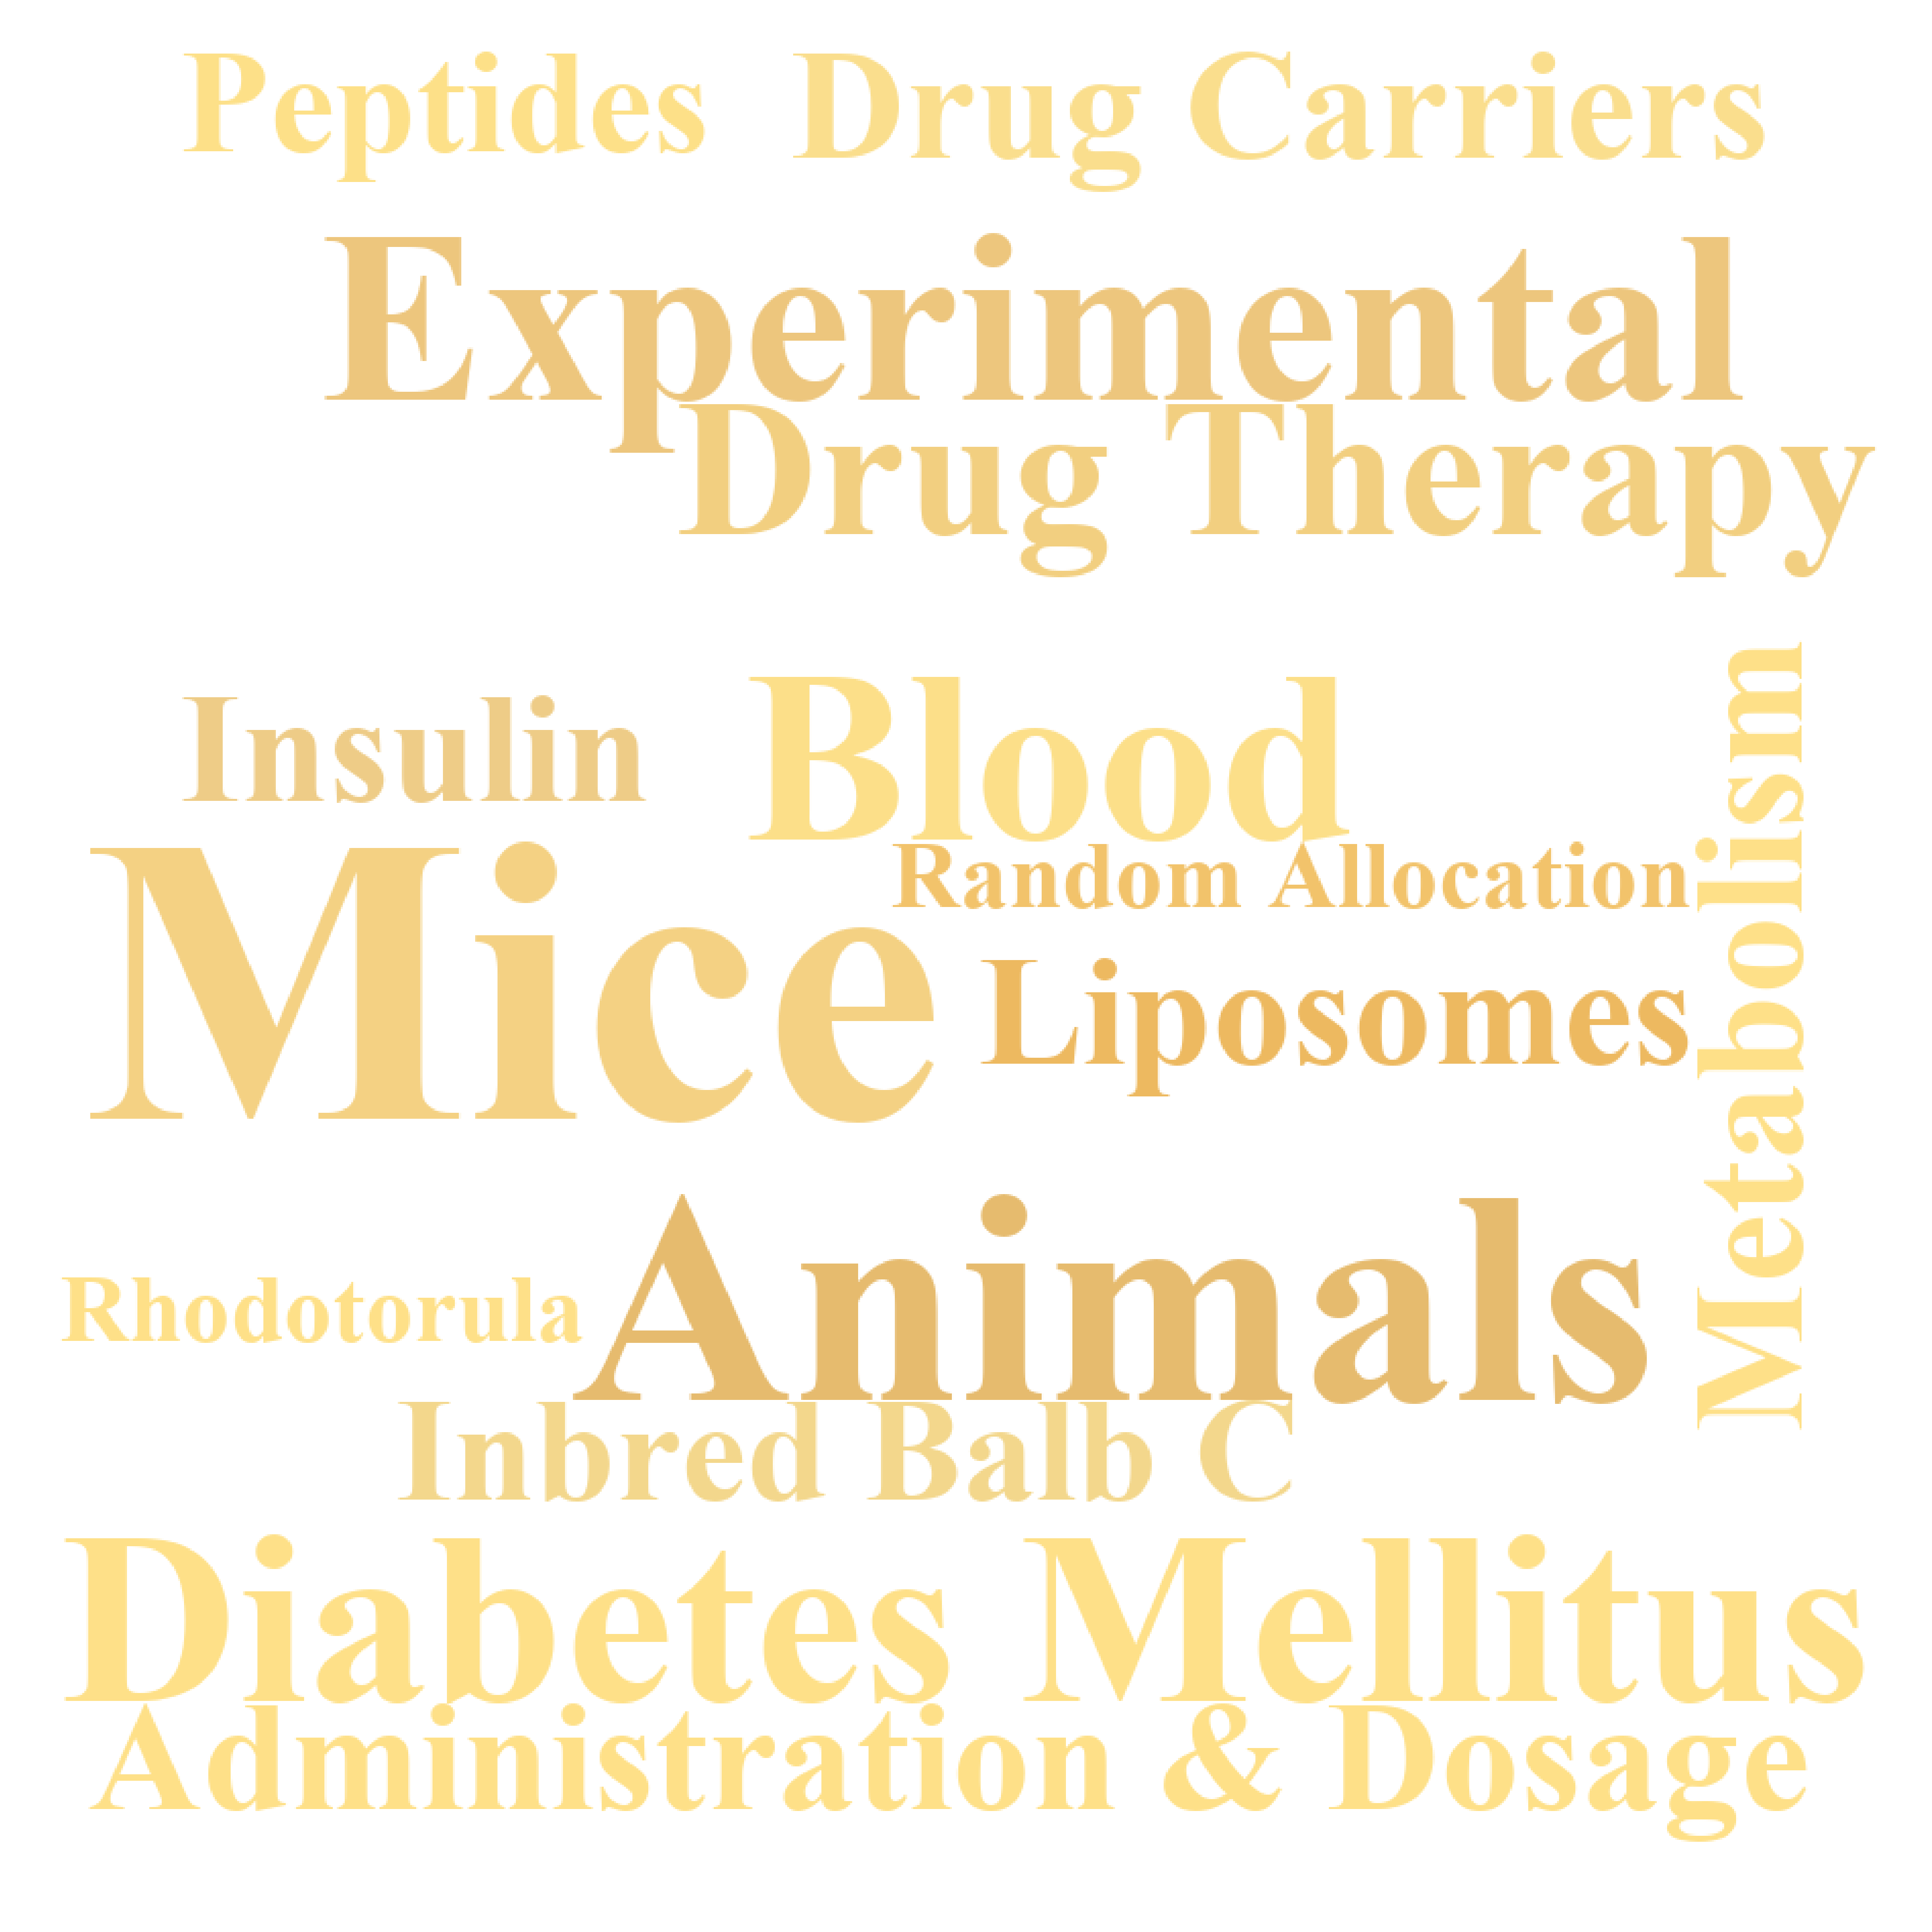 Peptides Drug Carriers
Experimental
Drug Therapy
Insulin Blood
Random Allocation
Mice Liposomes
Metabolism
Rhodotorula Animals
Inbred Balb C
Diabetes Mellitus
Administration & Dosage